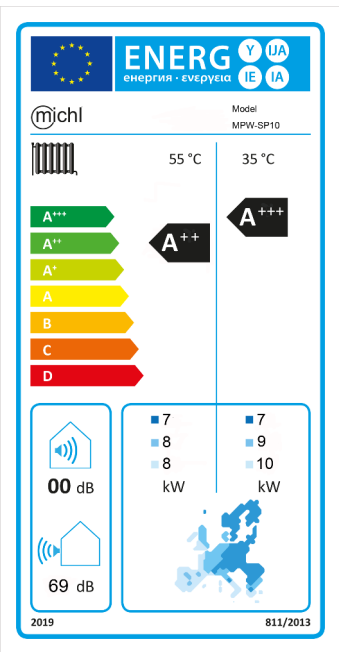 ENERG
енергия · ενεργεια
Y IJA
IE IA
michl
Model
MPW-SP10
55 °C 35 °C
A+++
A++
A+
A
B
C
D
A++
A+++
7
8
8
kW
7
9
10
kW
00 dB
69 dB
2019
811/2013